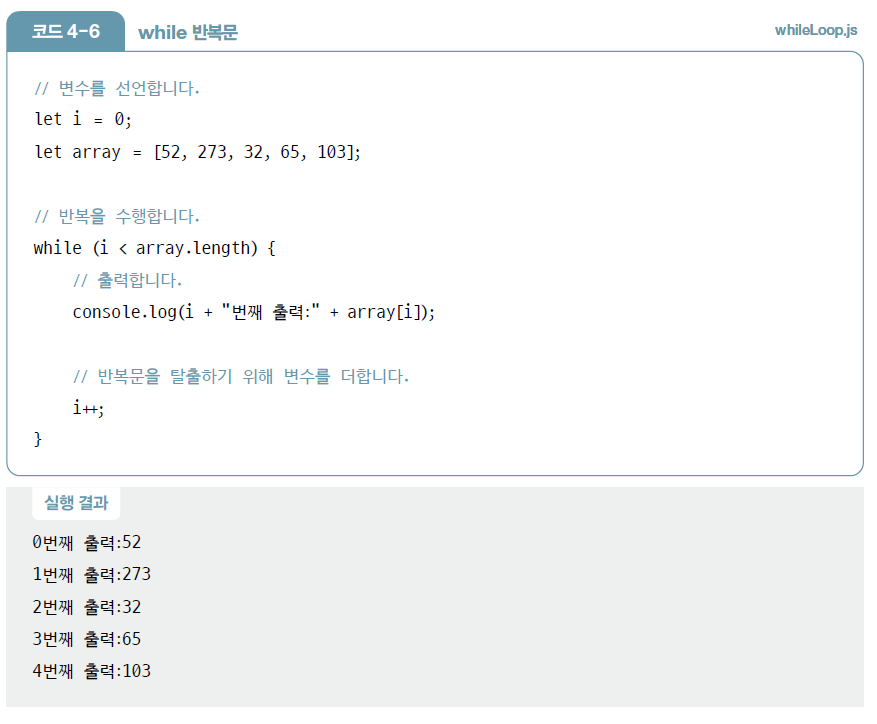 코드 4-6 while 반복문 whileLoop.js
// 변수를 선언합니다.
let i = 0;
let array = [52, 273, 32, 65, 103];
// 반복을 수행합니다.
while (i < array.length) {
    // 출력합니다.
    console.log(i + "번째 출력:" + array[i]);
    // 반복문을 탈출하기 위해 변수를 더합니다.
    i++;
}
실행 결과
0번째 출력:52
1번째 출력:273
2번째 출력:32
3번째 출력:65
4번째 출력:103